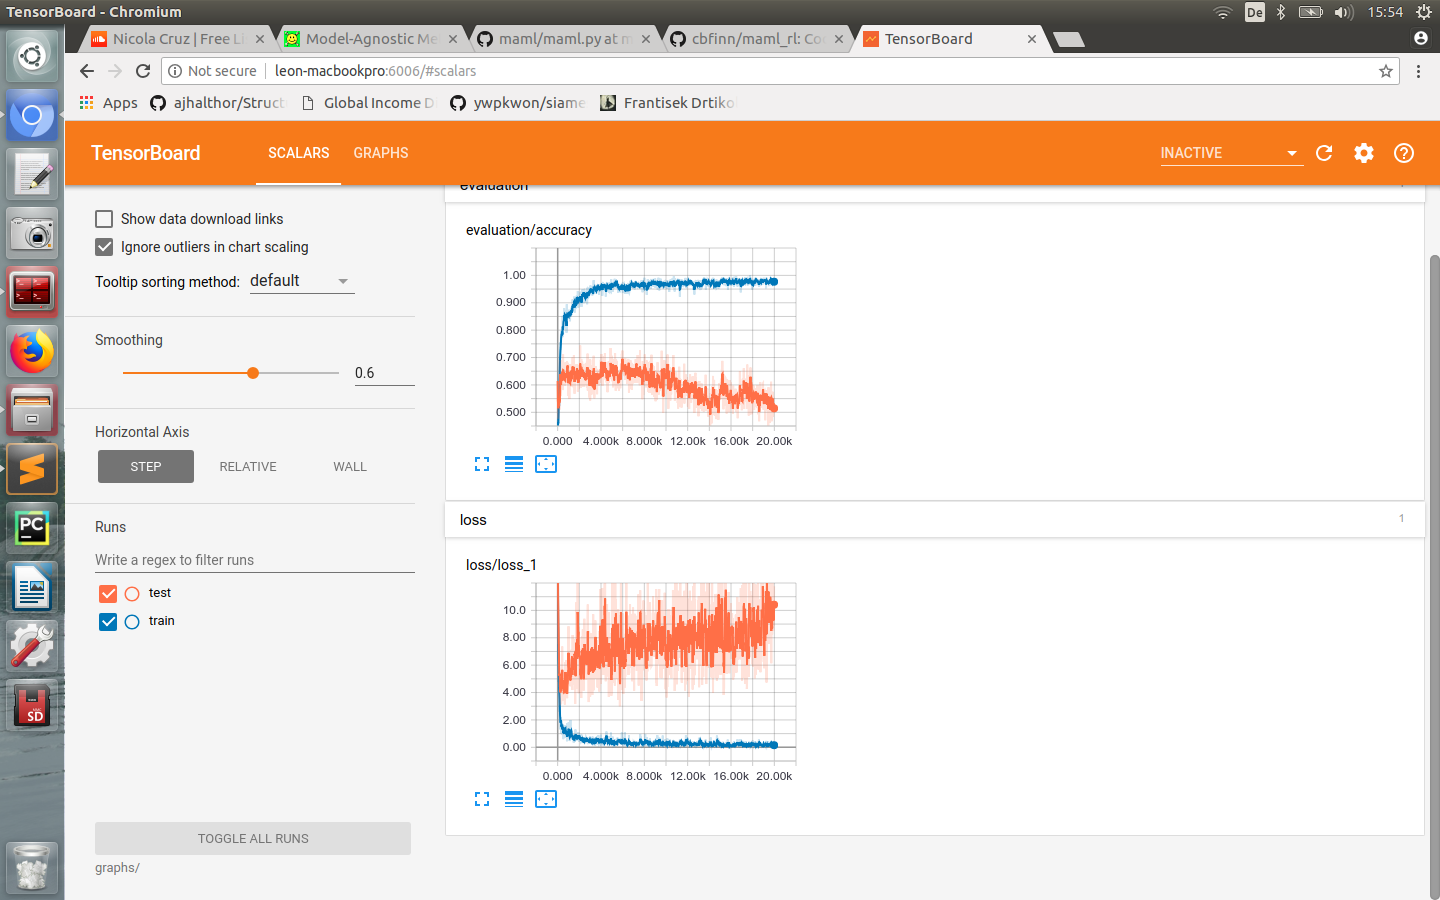 TensorBoard - Chromium
De
15:54
Nicola Cruz | Free Li
Model-Agnostic Me
maml/maml.py at m
cbfinn/maml_rl: Co
TensorBoard
Not secure
leon-macbookpro:6006/#scalars
Apps
ajhalthor/Struct
Global Income D
ywpkwon/siame
Frantisek Drtiko
TensorBoard
SCALARS
GRAPHS
INACTIVE
Show data download links
Ignore outliers in chart scaling
Tooltip sorting method:
default
Smoothing
0.6
Horizontal Axis
STEP
RELATIVE
WALL
Runs
Write a regex to filter runs
test
train
TOGGLE ALL RUNS
graphs/
evaluation
evaluation/accuracy
1.00
0.900
0.800
0.700
0.600
0.500
0.000 4.000k 8.000k 12.00k 16.00k 20.00k
loss
1
loss/loss_1
10.0
8.00
6.00
4.00
2.00
0.00
0.000 4.000k 8.000k 12.00k 16.00k 20.00k
PC
SD